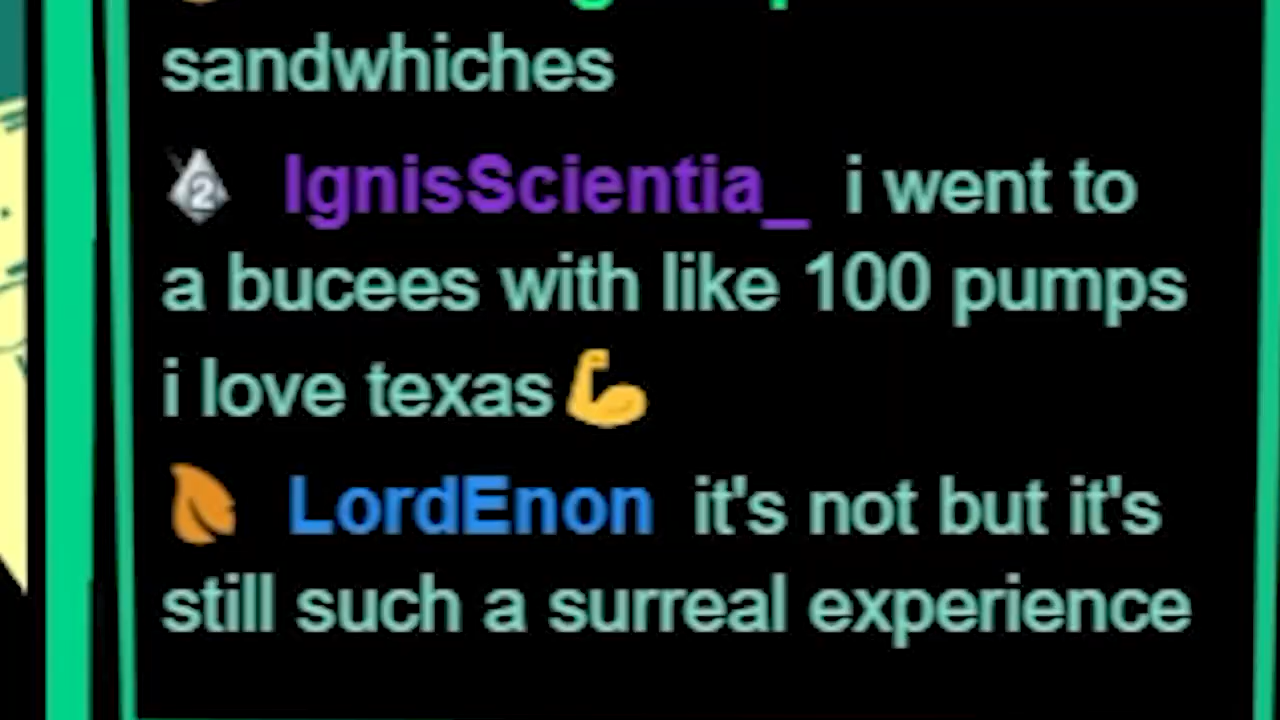 sandwhiches
2 IgnisScientia_ i went to
a bucees with like 100 pumps
i love texas💪
LordEnon it's not but it's
still such a surreal experience